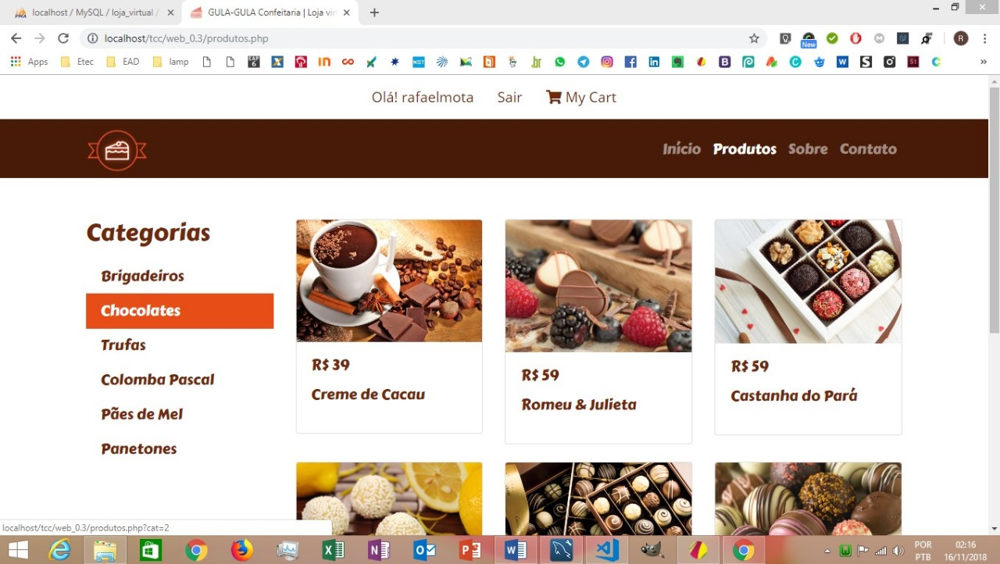 localhost / MySQL / loja_virtual /
GULA-GULA Confeitaria | Loja vir
localhost/tcc/web_0.3/produtos.php
New
R
Apps
Etec
EAD
lamp
Olá! rafaelmota
Sair
My Cart
Início
Produtos
Sobre
Contato
Categorias
Brigadeiros
Chocolates
Trufas
Colomba Pascal
Pães de Mel
Panetones
R$ 39
Creme de Cacau
R$ 59
Romeu & Julieta
R$ 59
Castanha do Pará
localhost/tcc/web_0.3/produtos.php?cat=2
POR
PTB
02:16
16/11/2018